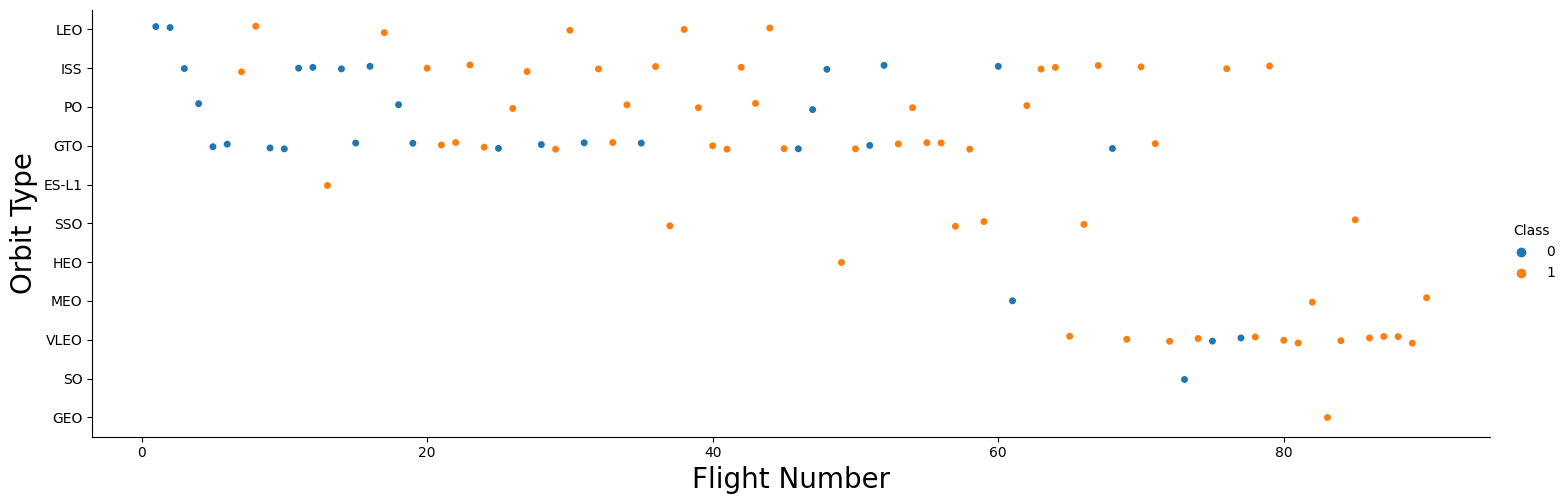 LEO
ISS
PO
GTO
ES-L1
SSO
HEO
MEO
VLEO
SO
GEO
Orbit Type
0 20 40 60 80
Flight Number
Class
0
1